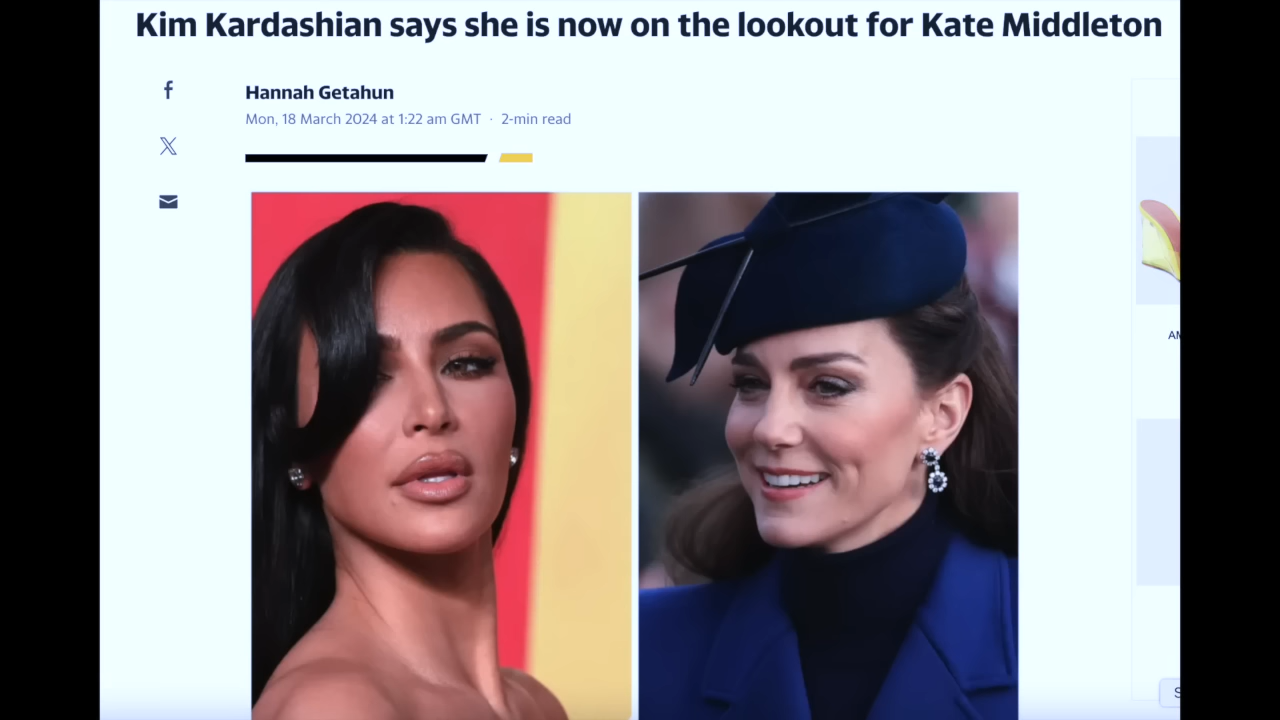 Kim Kardashian says she is now on the lookout for Kate Middleton
Hannah Getahun
Mon, 18 March 2024 at 1:22 am GMT · 2-min read